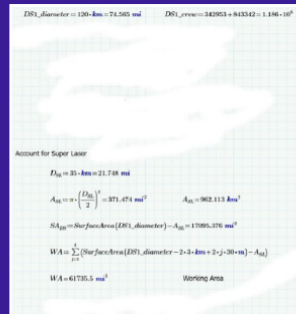 DS1_diameter = 120·km = 74.565 mi DS1_crew = 342953 + 843342 = 1.186·10⁶
Account for Super Laser
D_SL = 35·km = 21.748 mi
A_SL = π·(D_SL/2)² = 371.474 mi² A_SL = 962.113 km²
SA_DS = SurfaceArea(DS1_diameter) − A_SL = 17095.376 mi²
WA = ∑ (SurfaceArea(DS1_diameter − 2·3·km + 2·j·30·m) − A_SL)
WA = 61735.5 mi² Working Area